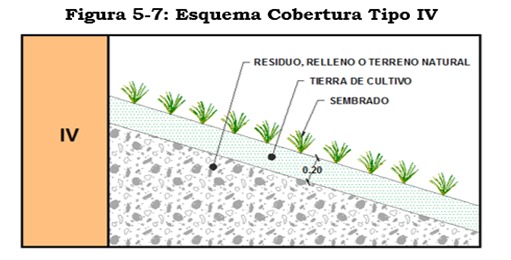 Figura 5-7: Esquema Cobertura Tipo IV
RESIDUO, RELLENO O TERRENO NATURAL
TIERRA DE CULTIVO
SEMBRADO
IV
0.20